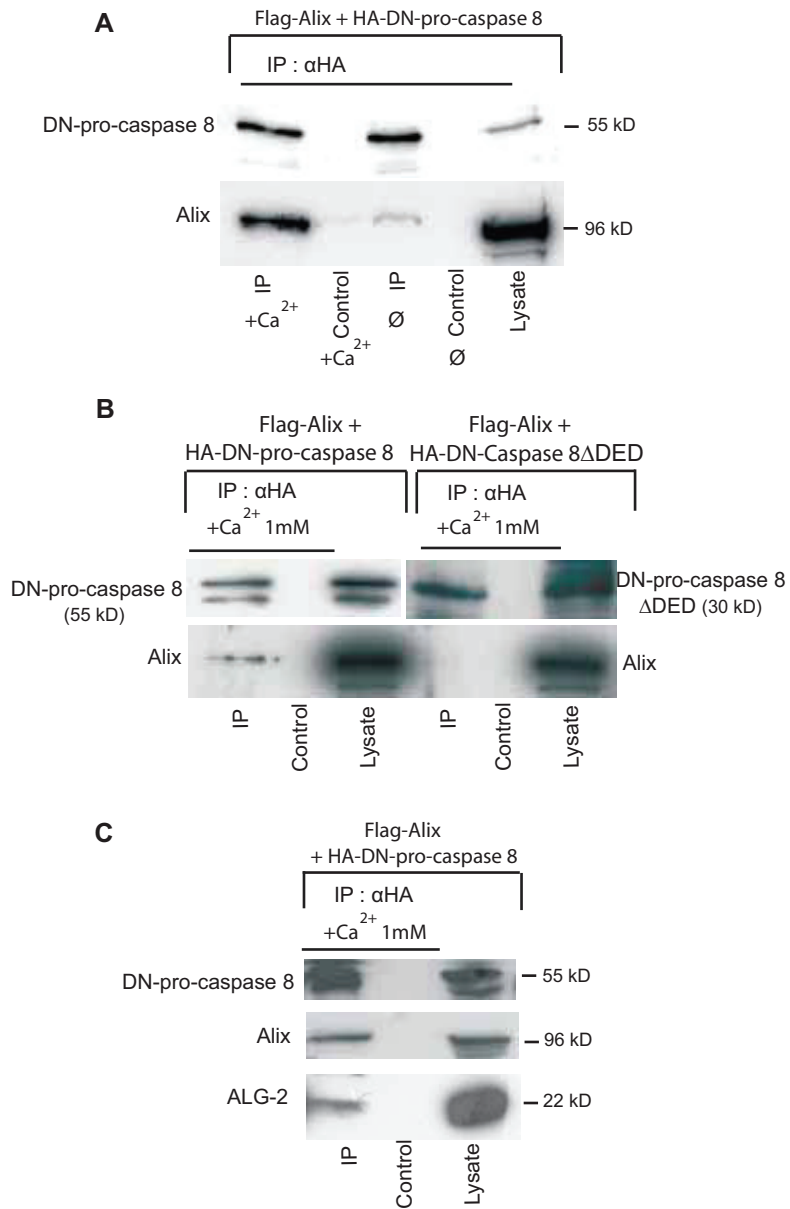 A
Flag-Alix + HA-DN-pro-caspase 8
IP : αHA
DN-pro-caspase 8
55 kD
Alix
96 kD
IP
+Ca2+
Control
+Ca2+
IP
Ø
Control
Ø
Lysate
B
Flag-Alix +
HA-DN-pro-caspase 8
Flag-Alix +
HA-DN-Caspase 8ΔDED
IP : αHA
+Ca2+ 1mM
IP : αHA
+Ca2+ 1mM
DN-pro-caspase 8
(55 kD)
DN-pro-caspase 8
ΔDED (30 kD)
Alix
Alix
IP
Control
Lysate
IP
Control
Lysate
C
Flag-Alix
+ HA-DN-pro-caspase 8
IP : αHA
+Ca2+ 1mM
DN-pro-caspase 8
55 kD
Alix
96 kD
ALG-2
22 kD
IP
Control
Lysate